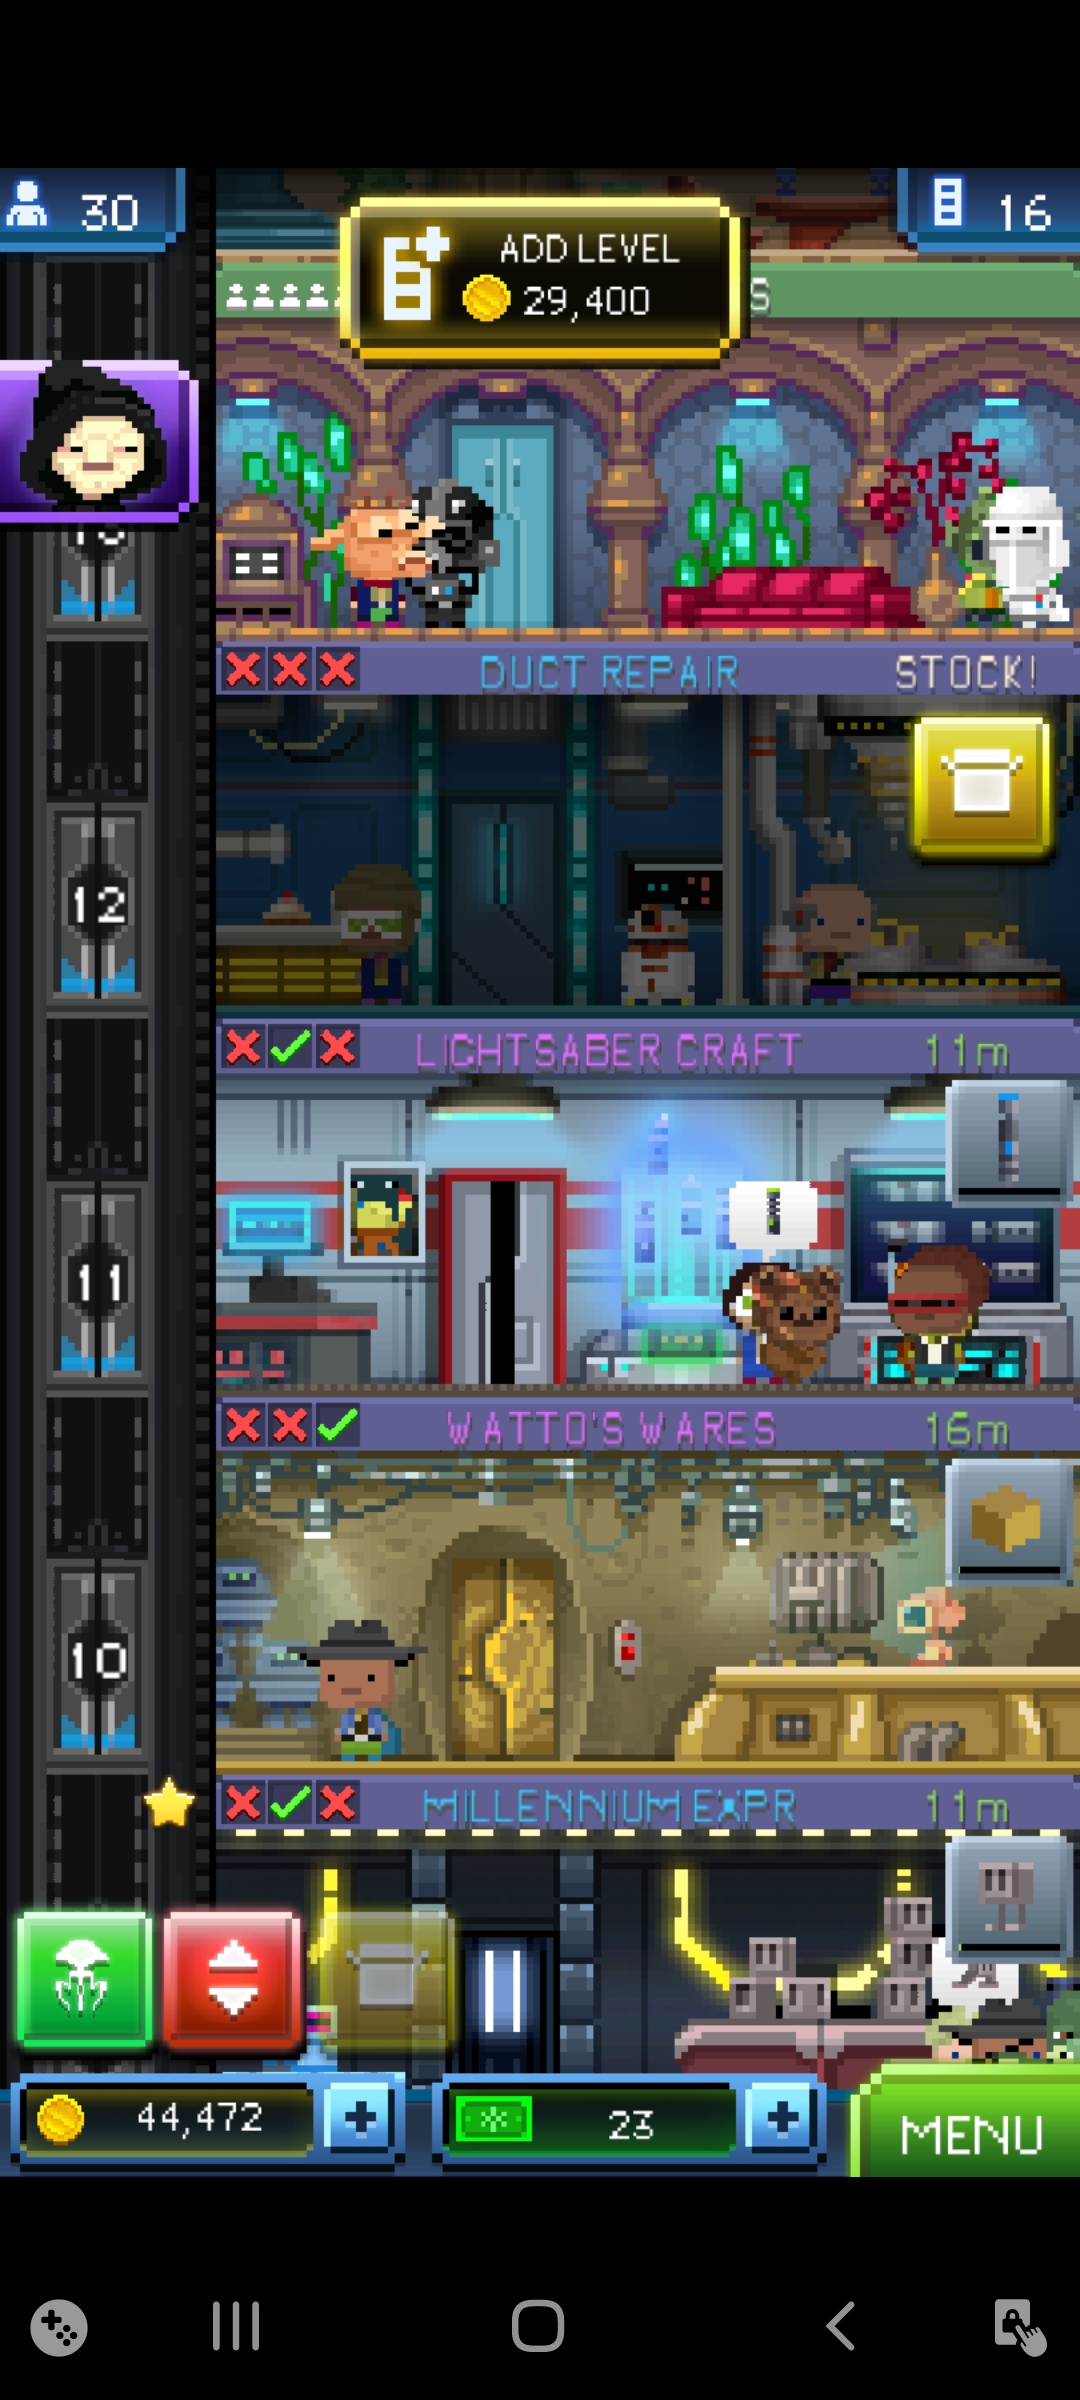 30
ADD LEVEL
29,400
16
S
DUCT REPAIR STOCK!
12
LIGHTSABER CRAFT 11m
11
WATTO'S WARES 16m
10
MILLENNIUM EXPR 11m
44,472
23
MENU